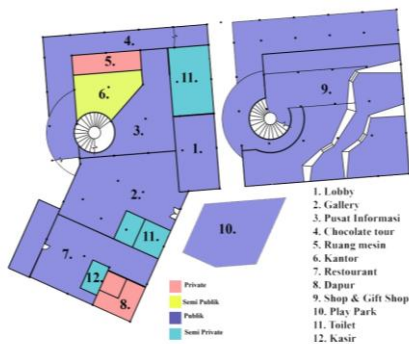 4.
5.
11.
6.
9.
3.
1.
2.
11.
10.
7.
12.
8.
1. Lobby
2. Gallery
3. Pusat Informasi
4. Chocolate tour
5. Ruang mesin
6. Kantor
7. Restourant
8. Dapur
9. Shop & Gift Shop
10. Play Park
11. Toilet
12. Kasir
Private
Semi Publik
Publik
Semi Private